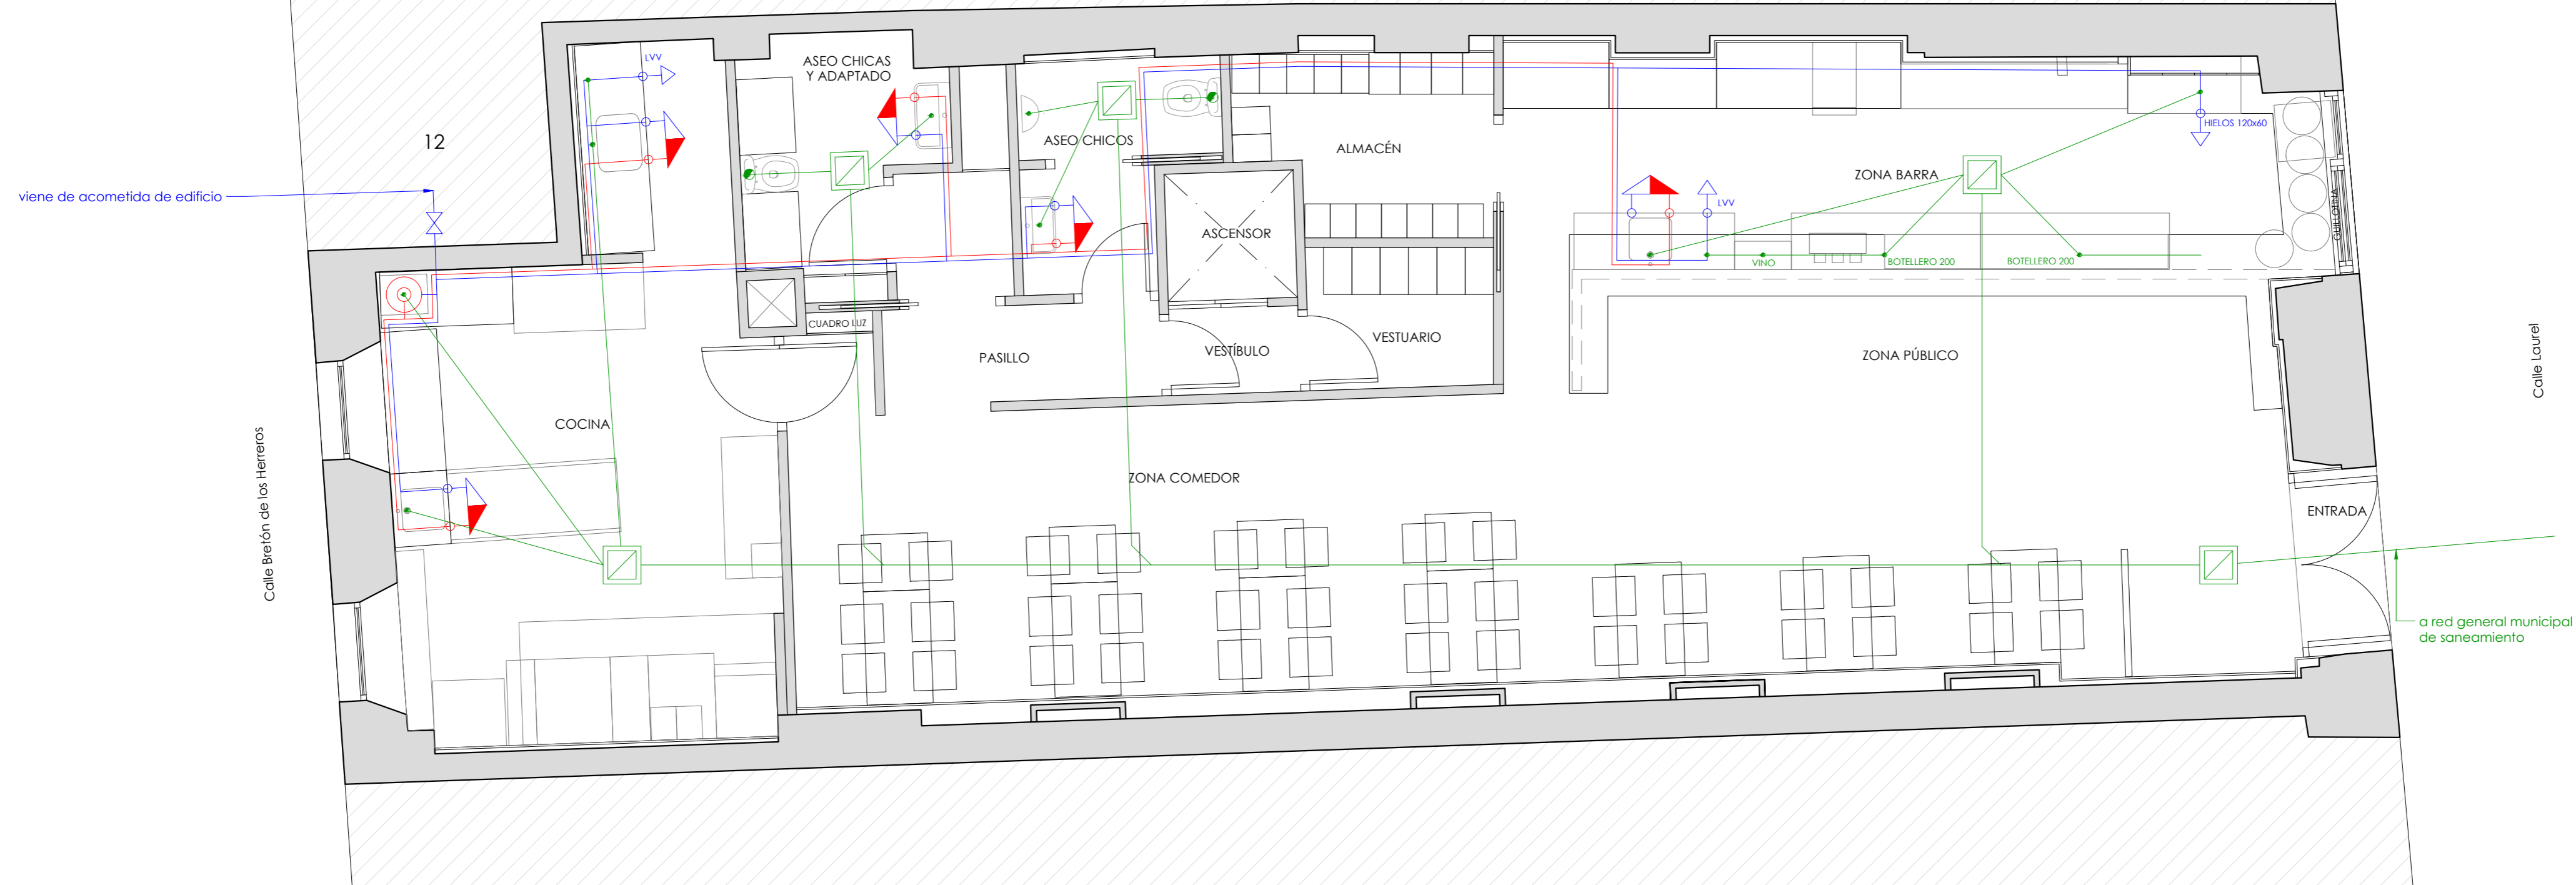 LVV
ASEO CHICAS
Y ADAPTADO
12
ASEO CHICOS
ALMACÉN
HIELOS 120x60
viene de acometida de edificio
ZONA BARRA
LVV
GUILLOTINA
ASCENSOR
VINO
BOTELLERO 200
BOTELLERO 200
CUADRO LUZ
PASILLO
VESTÍBULO
VESTUARIO
ZONA PÚBLICO
Calle Laurel
COCINA
Calle Bretón de los Herreros
ZONA COMEDOR
ENTRADA
a red general municipal
de saneamiento